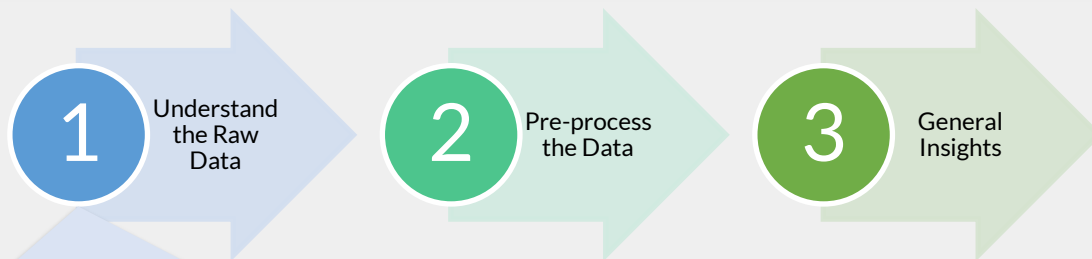 1
Understand
the Raw
Data
2
Pre-process
the Data
3
General
Insights